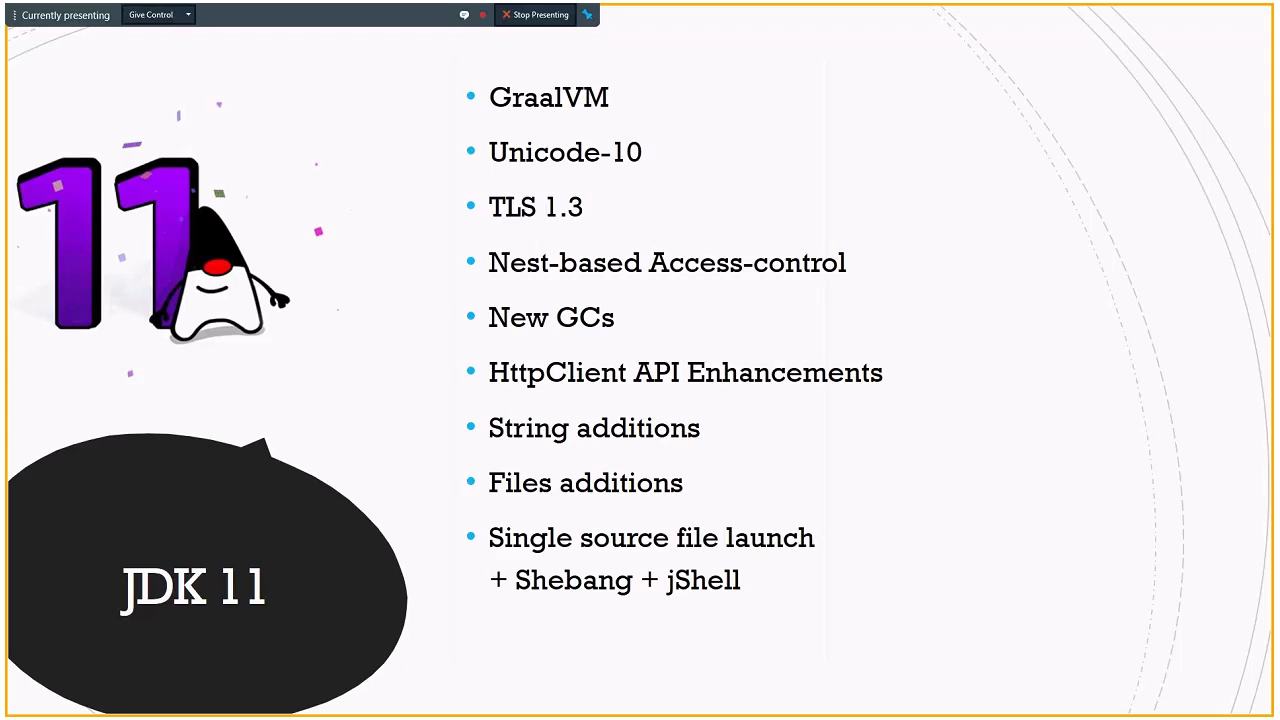 Currently presenting
Give Control
Stop Presenting
11
GraalVM
Unicode-10
TLS 1.3
Nest-based Access-control
New GCs
HttpClient API Enhancements
String additions
Files additions
Single source file launch
+ Shebang + jShell
JDK 11